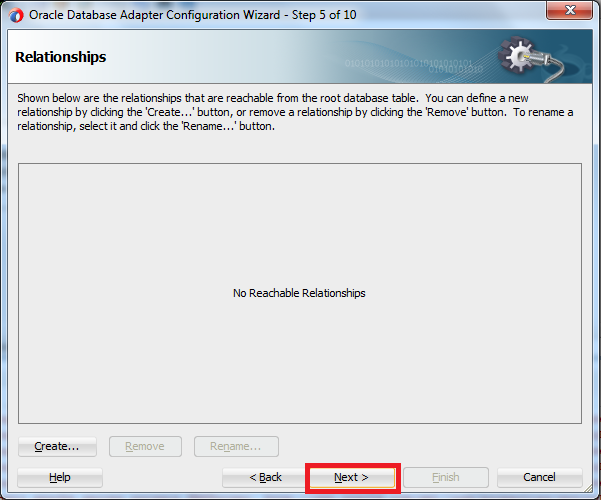 Oracle Database Adapter Configuration Wizard - Step 5 of 10
Relationships
Shown below are the relationships that are reachable from the root database table. You can define a new
relationship by clicking the 'Create...' button, or remove a relationship by clicking the 'Remove' button. To rename a
relationship, select it and click the 'Rename...' button.
No Reachable Relationships
Create... Remove Rename...
Help < Back Next > Finish Cancel